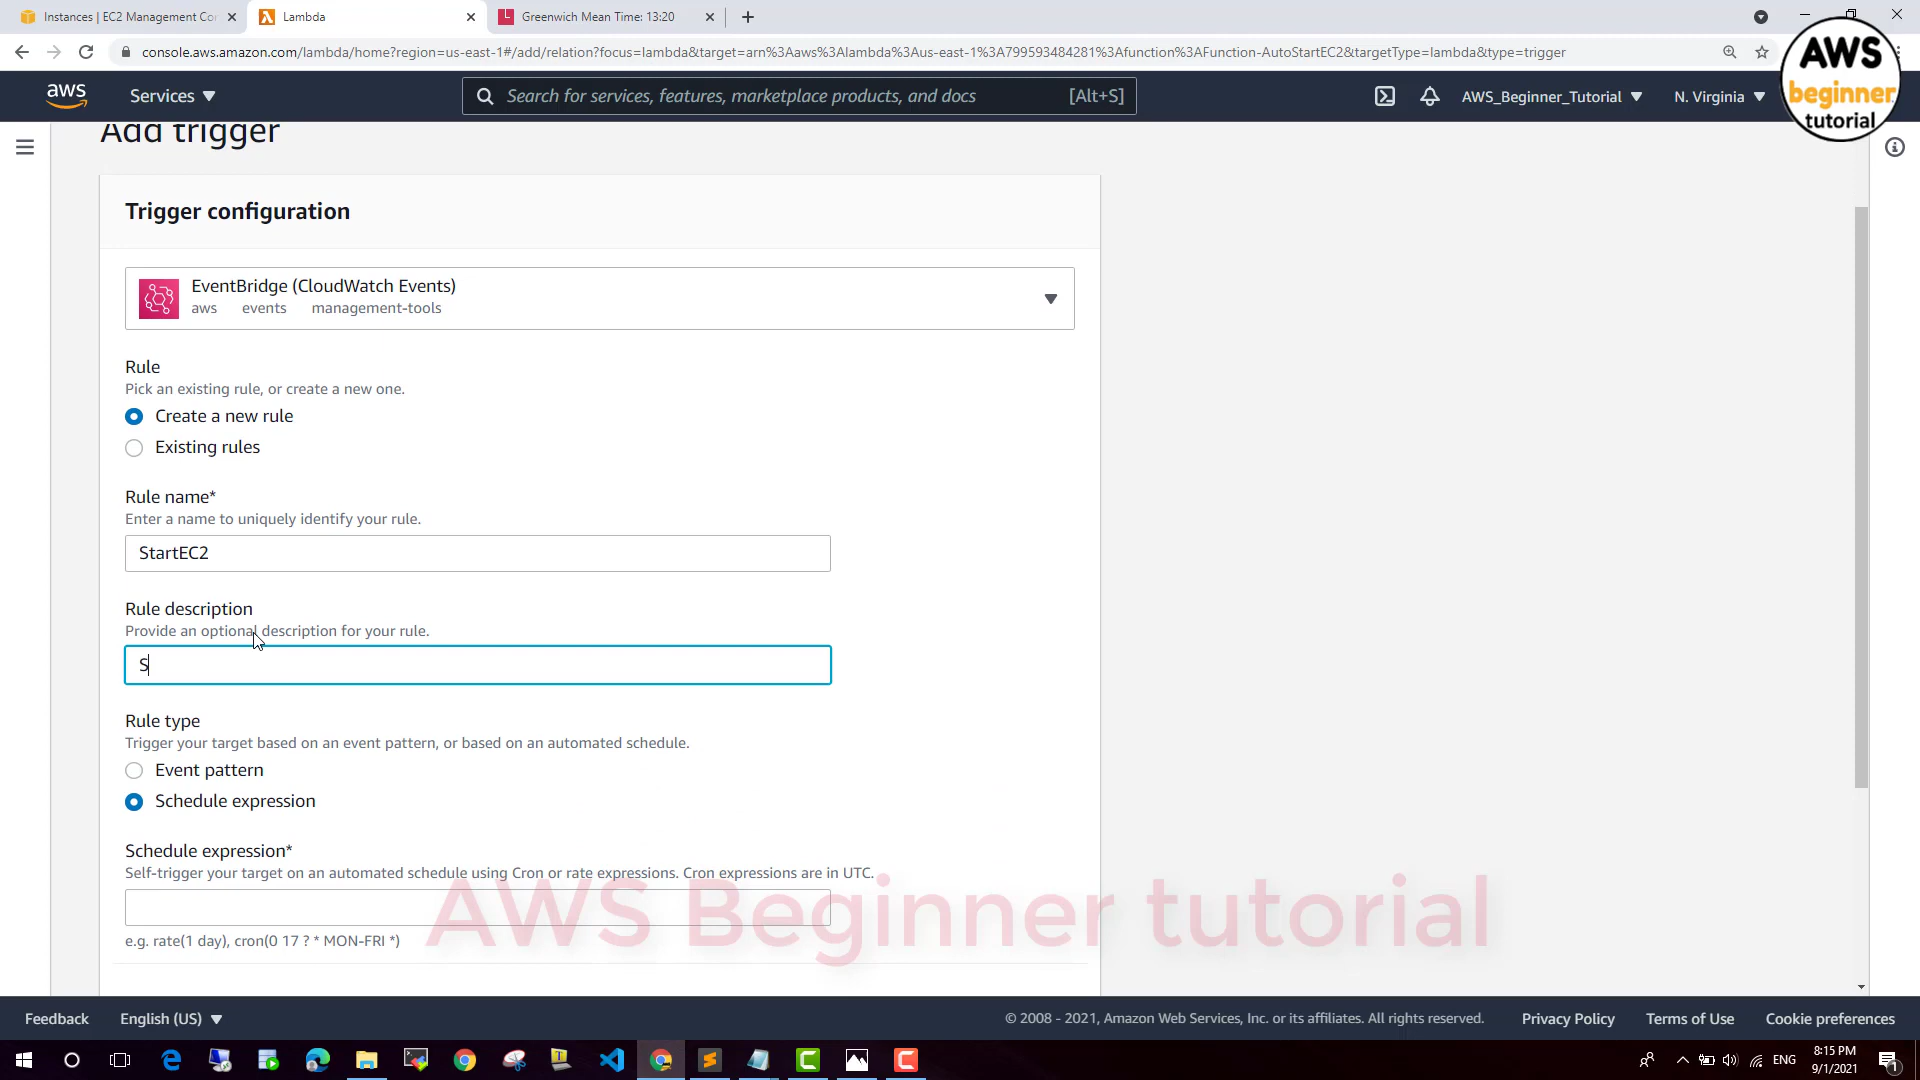 Instances | EC2 Management Co
Lambda
Greenwich Mean Time: 13:20
console.aws.amazon.com/lambda/home?region=us-east-1#/add/relation?focus=lambda&target=arn%3Aaws%3Alambda%3Aus-east-1%3A799593484281%3Afunction%3AFunction-AutoStartEC2&targetType=lambda&type=trigger
AWS
beginner
tutorial
aws
Services
Search for services, features, marketplace products, and docs
[Alt+S]
AWS_Beginner_Tutorial
N. Virginia
Add trigger
Trigger configuration
EventBridge (CloudWatch Events)
aws events management-tools
Rule
Pick an existing rule, or create a new one.
Create a new rule
Existing rules
Rule name*
Enter a name to uniquely identify your rule.
StartEC2
Rule description
Provide an optional description for your rule.
S
Rule type
Trigger your target based on an event pattern, or based on an automated schedule.
Event pattern
Schedule expression
Schedule expression*
Self-trigger your target on an automated schedule using Cron or rate expressions. Cron expressions are in UTC.
AWS Beginner tutorial
e.g. rate(1 day), cron(0 17 ? * MON-FRI *)
Feedback
English (US)
© 2008 - 2021, Amazon Web Services, Inc. or its affiliates. All rights reserved.
Privacy Policy
Terms of Use
Cookie preferences
ENG
8:15 PM
9/1/2021
1